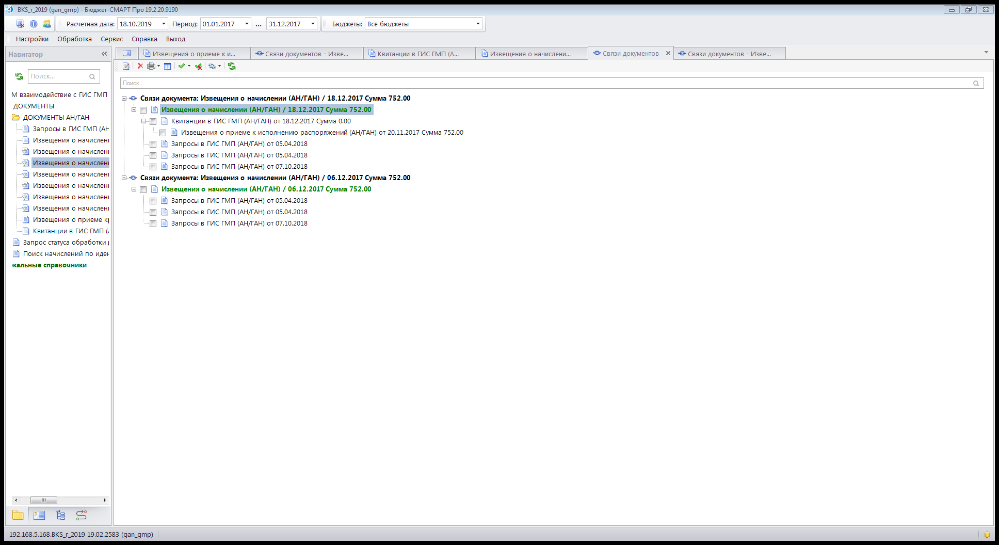 BKS_r_2019 (gan_gmp) - Бюджет-СМАРТ Про 19.2.20.9190
Расчетная дата: 18.10.2019 Период: 01.01.2017 ... 31.12.2017 Бюджеты: Все бюджеты
Настройки Обработка Сервис Справка Выход
Навигатор
Извещения о приеме к и... Связи документов - Изве... Квитанции в ГИС ГМП (А... Извещения о начислени... Связи документов Связи документов - Изве...
Поиск...
М взаимодействие с ГИС ГМП
ДОКУМЕНТЫ
ДОКУМЕНТЫ АН/ГАН
Запросы в ГИС ГМП (АН
Извещения о начислен
Извещения о начислен
Извещения о начислен
Извещения о начислен
Извещения о начислен
Извещения о начислен
Извещения о начислен
Извещения о приеме к
Квитанции в ГИС ГМП (
Запрос статуса обработки
Поиск начислений по иден
кальные справочники
Поиск...
Связи документа: Извещения о начислении (АН/ГАН) / 18.12.2017 Сумма 752.00
Извещения о начислении (АН/ГАН) / 18.12.2017 Сумма 752.00
Квитанции в ГИС ГМП (АН/ГАН) от 18.12.2017 Сумма 0.00
Извещения о приеме к исполнению распоряжений (АН/ГАН) от 20.11.2017 Сумма 752.00
Запросы в ГИС ГМП (АН/ГАН) от 05.04.2018
Запросы в ГИС ГМП (АН/ГАН) от 05.04.2018
Запросы в ГИС ГМП (АН/ГАН) от 07.10.2018
Связи документа: Извещения о начислении (АН/ГАН) / 06.12.2017 Сумма 752.00
Извещения о начислении (АН/ГАН) / 06.12.2017 Сумма 752.00
Запросы в ГИС ГМП (АН/ГАН) от 05.04.2018
Запросы в ГИС ГМП (АН/ГАН) от 05.04.2018
Запросы в ГИС ГМП (АН/ГАН) от 07.10.2018
192.168.5.168.BKS_r_2019 19.02.2583 (gan_gmp)